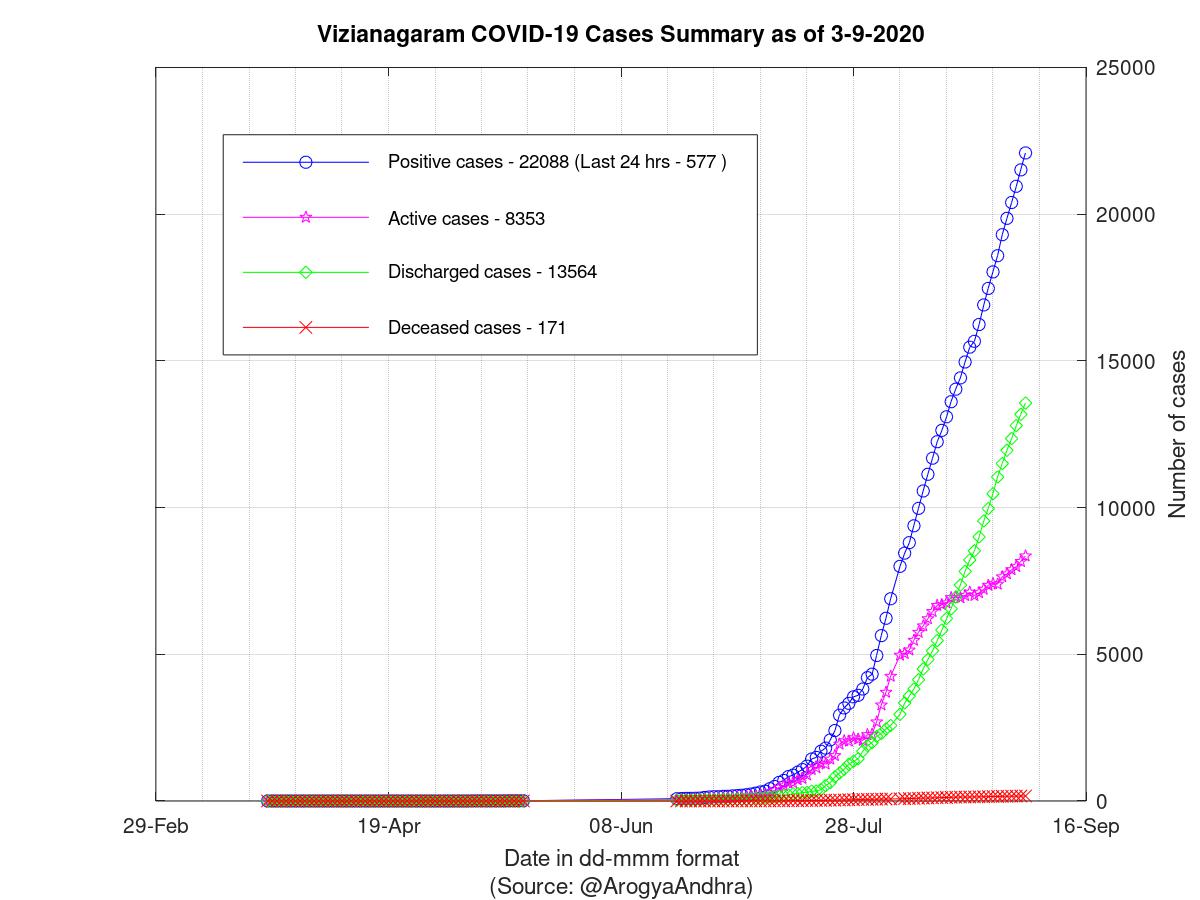 Vizianagaram COVID-19 Cases Summary as of 3-9-2020
25000
Positive cases - 22088 (Last 24 hrs - 577 )
20000
Active cases - 8353
Discharged cases - 13564
Deceased cases - 171
15000
Number of cases
10000
5000
0
29-Feb 19-Apr 08-Jun 28-Jul 16-Sep
Date in dd-mmm format
(Source: @ArogyaAndhra)